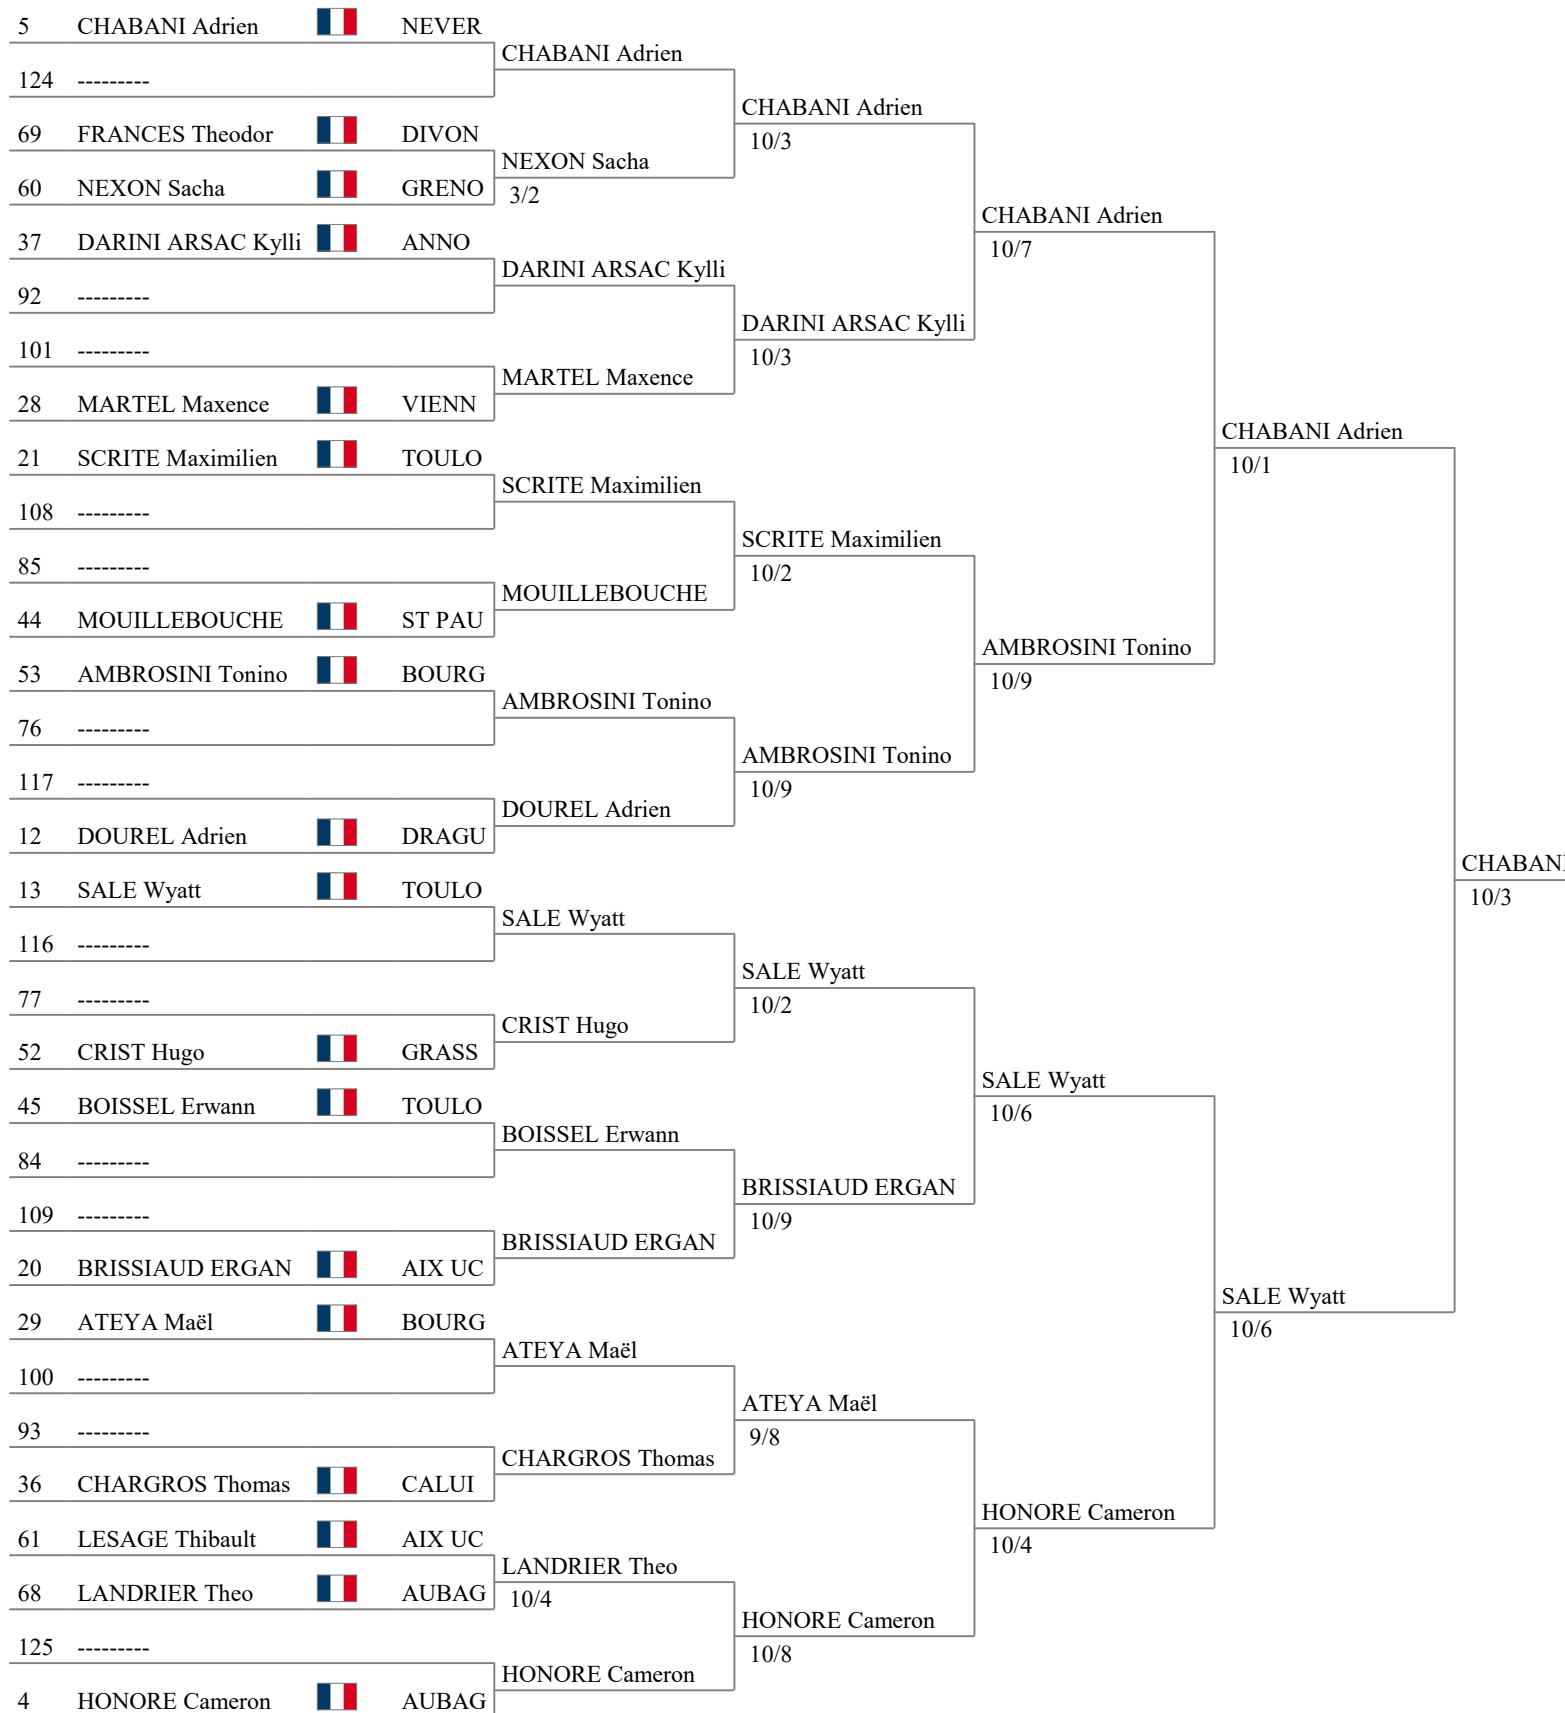 5 CHABANI Adrien NEVER
124 ---------
69 FRANCES Theodor DIVON
60 NEXON Sacha GRENO
37 DARINI ARSAC Kylli ANNO
92 ---------
101 ---------
28 MARTEL Maxence VIENN
21 SCRITE Maximilien TOULO
108 ---------
85 ---------
44 MOUILLEBOUCHE ST PAU
53 AMBROSINI Tonino BOURG
76 ---------
117 ---------
12 DOUREL Adrien DRAGU
13 SALE Wyatt TOULO
116 ---------
77 ---------
52 CRIST Hugo GRASS
45 BOISSEL Erwann TOULO
84 ---------
109 ---------
20 BRISSIAUD ERGAN AIX UC
29 ATEYA Maël BOURG
100 ---------
93 ---------
36 CHARGROS Thomas CALUI
61 LESAGE Thibault AIX UC
68 LANDRIER Theo AUBAG
125 ---------
4 HONORE Cameron AUBAG
CHABANI Adrien
NEXON Sacha
3/2
DARINI ARSAC Kylli
MARTEL Maxence
SCRITE Maximilien
MOUILLEBOUCHE
AMBROSINI Tonino
DOUREL Adrien
SALE Wyatt
CRIST Hugo
BOISSEL Erwann
BRISSIAUD ERGAN
ATEYA Maël
CHARGROS Thomas
LANDRIER Theo
10/4
HONORE Cameron
CHABANI Adrien
10/3
DARINI ARSAC Kylli
10/3
SCRITE Maximilien
10/2
AMBROSINI Tonino
10/9
SALE Wyatt
10/2
BRISSIAUD ERGAN
10/9
ATEYA Maël
9/8
HONORE Cameron
10/8
CHABANI Adrien
10/7
AMBROSINI Tonino
10/9
SALE Wyatt
10/6
HONORE Cameron
10/4
CHABANI Adrien
10/1
SALE Wyatt
10/6
CHABANI
10/3